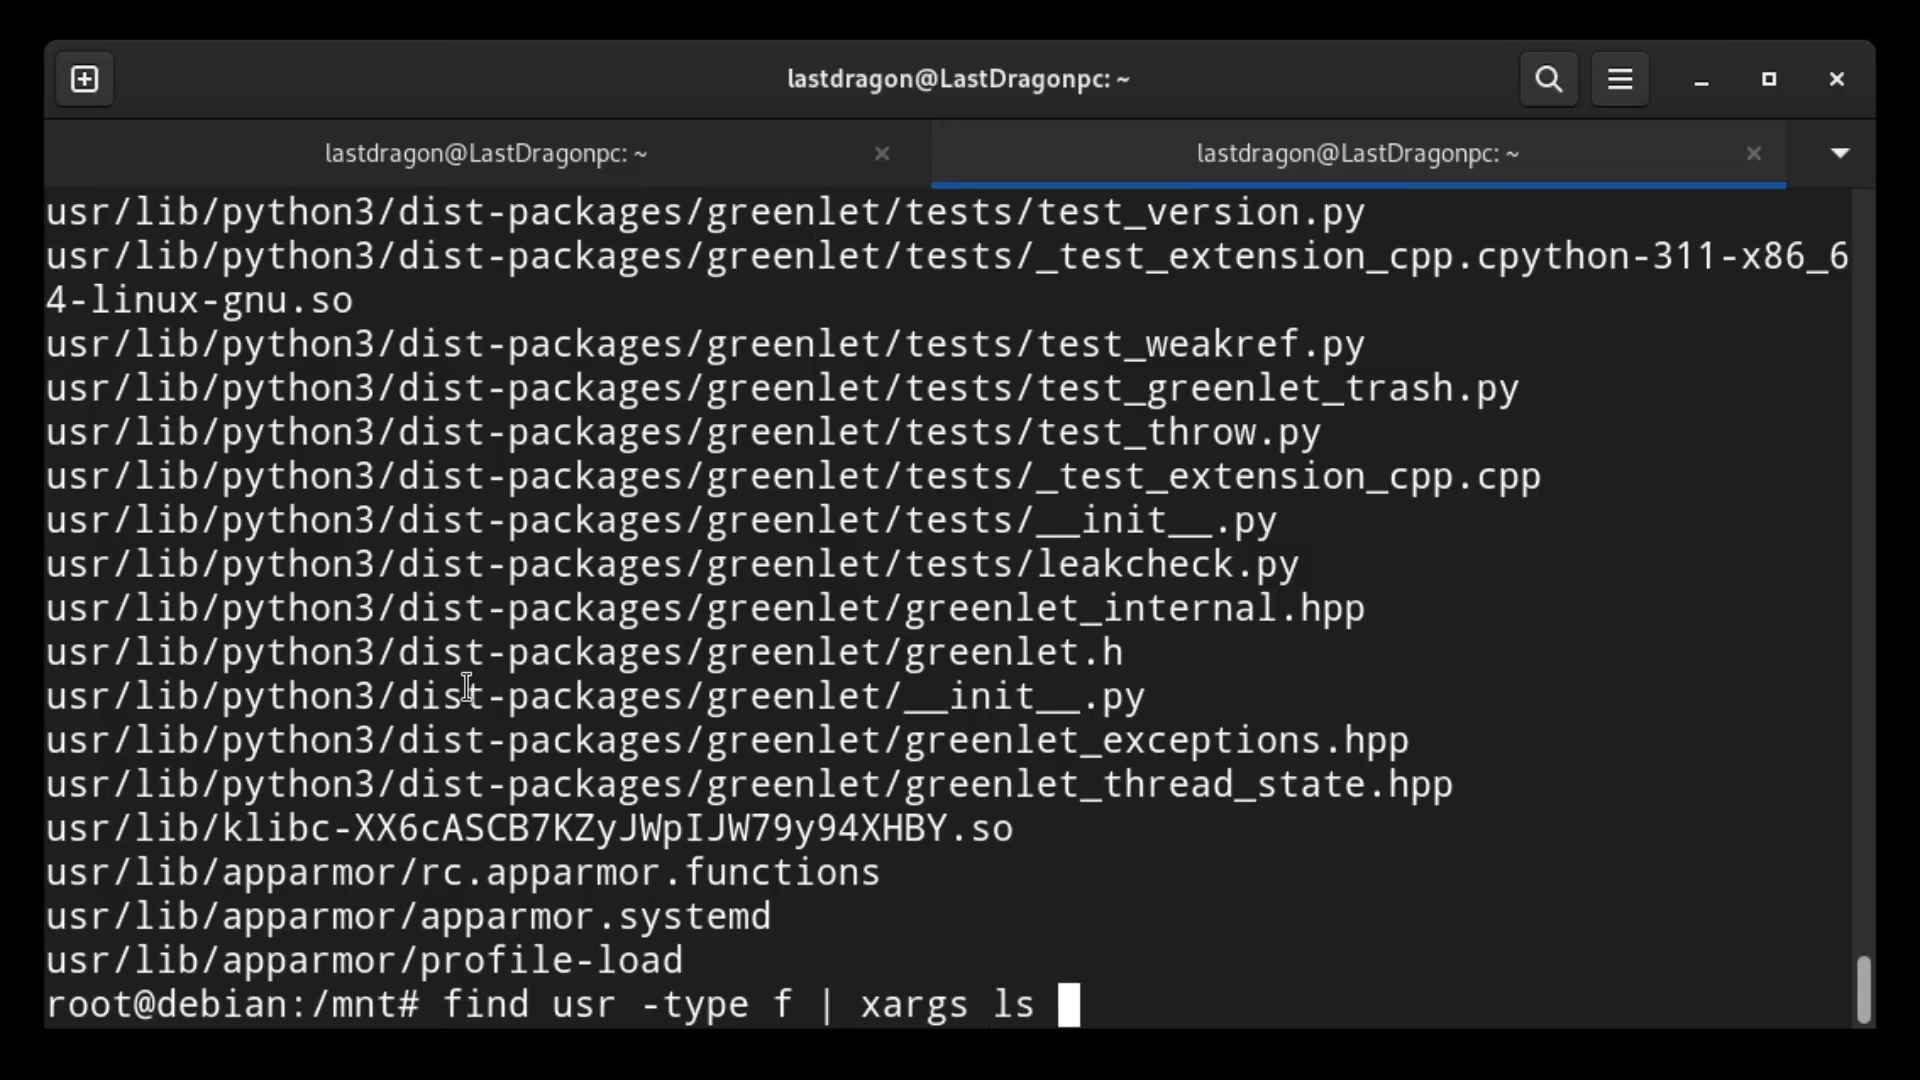 lastdragon@LastDragonpc: ~
lastdragon@LastDragonpc: ~
lastdragon@LastDragonpc: ~
usr/lib/python3/dist-packages/greenlet/tests/test_version.py
usr/lib/python3/dist-packages/greenlet/tests/_test_extension_cpp.cpython-311-x86_6
4-linux-gnu.so
usr/lib/python3/dist-packages/greenlet/tests/test_weakref.py
usr/lib/python3/dist-packages/greenlet/tests/test_greenlet_trash.py
usr/lib/python3/dist-packages/greenlet/tests/test_throw.py
usr/lib/python3/dist-packages/greenlet/tests/_test_extension_cpp.cpp
usr/lib/python3/dist-packages/greenlet/tests/__init__.py
usr/lib/python3/dist-packages/greenlet/tests/leakcheck.py
usr/lib/python3/dist-packages/greenlet/greenlet_internal.hpp
usr/lib/python3/dist-packages/greenlet/greenlet.h
usr/lib/python3/dist-packages/greenlet/__init__.py
usr/lib/python3/dist-packages/greenlet/greenlet_exceptions.hpp
usr/lib/python3/dist-packages/greenlet/greenlet_thread_state.hpp
usr/lib/klibc-XX6cASCB7KZyJWpIJW79y94XHBY.so
usr/lib/apparmor/rc.apparmor.functions
usr/lib/apparmor/apparmor.systemd
usr/lib/apparmor/profile-load
root@debian:/mnt# find usr -type f | xargs ls